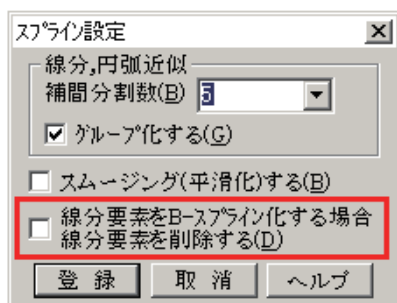 ｽﾌﾟﾗｲﾝ設定
線分,円弧近似
補間分割数(B) 5
ｸﾞﾙｰﾌﾟ化する(G)
スムージング(平滑化)する(B)
線分要素をB-ｽﾌﾟﾗｲﾝ化する場合
線分要素を削除する(D)
登 録 取 消 ヘルプ